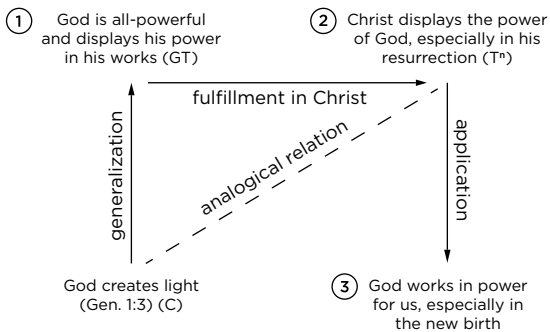 1 God is all-powerful
and displays his power
in his works (GT)
2 Christ displays the power
of God, especially in his
resurrection (Tⁿ)
fulfillment in Christ
generalization
analogical relation
application
God creates light
(Gen. 1:3) (C)
3 God works in power
for us, especially in
the new birth